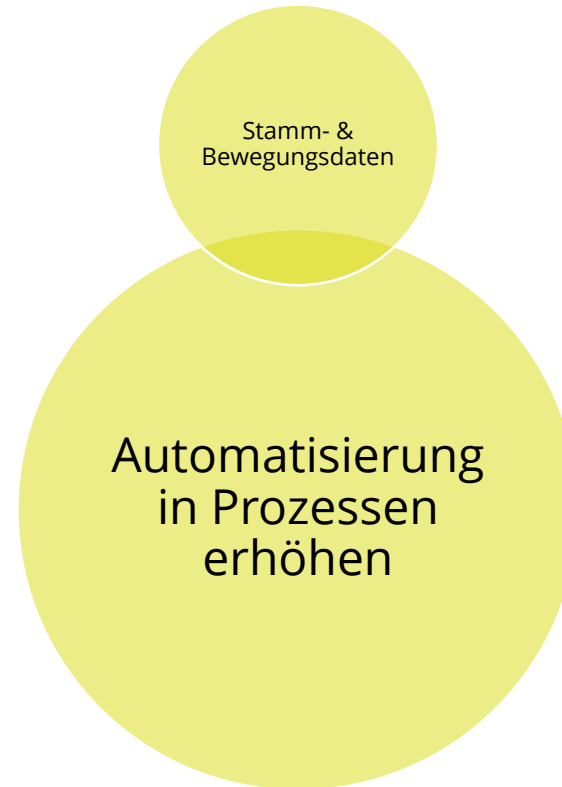 Stamm- &
Bewegungsdaten
Automatisierung
in Prozessen
erhöhen